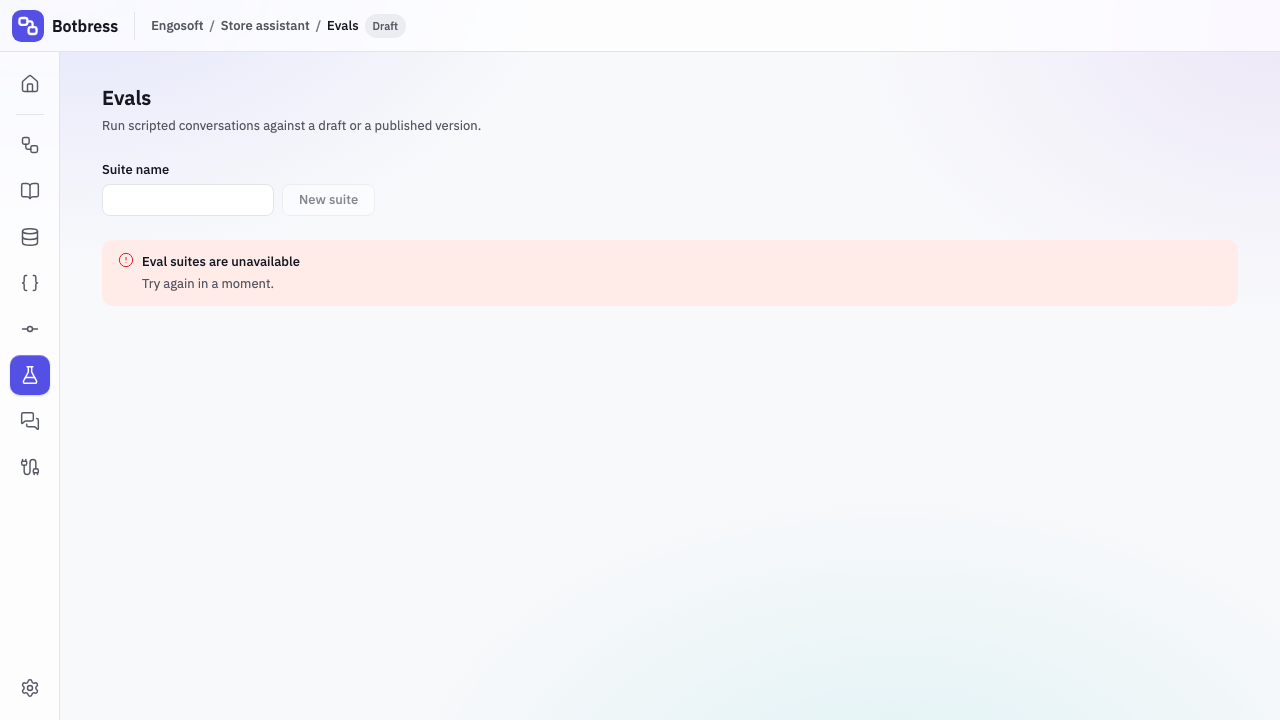 Botbress
Engosoft / Store assistant / Evals Draft
Evals
Run scripted conversations against a draft or a published version.
Suite name
New suite
Eval suites are unavailable
Try again in a moment.